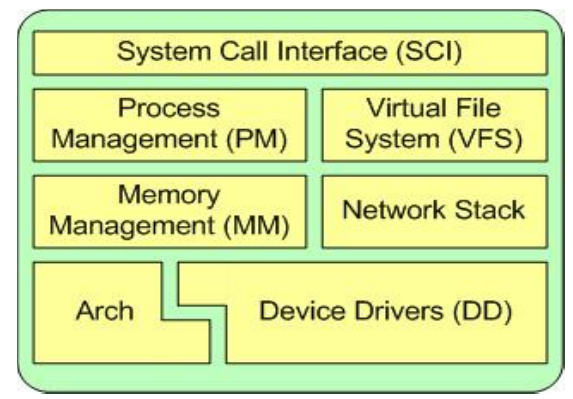 System Call Interface (SCI)
Process
Management (PM)
Virtual File
System (VFS)
Memory
Management (MM)
Network Stack
Arch
Device Drivers (DD)